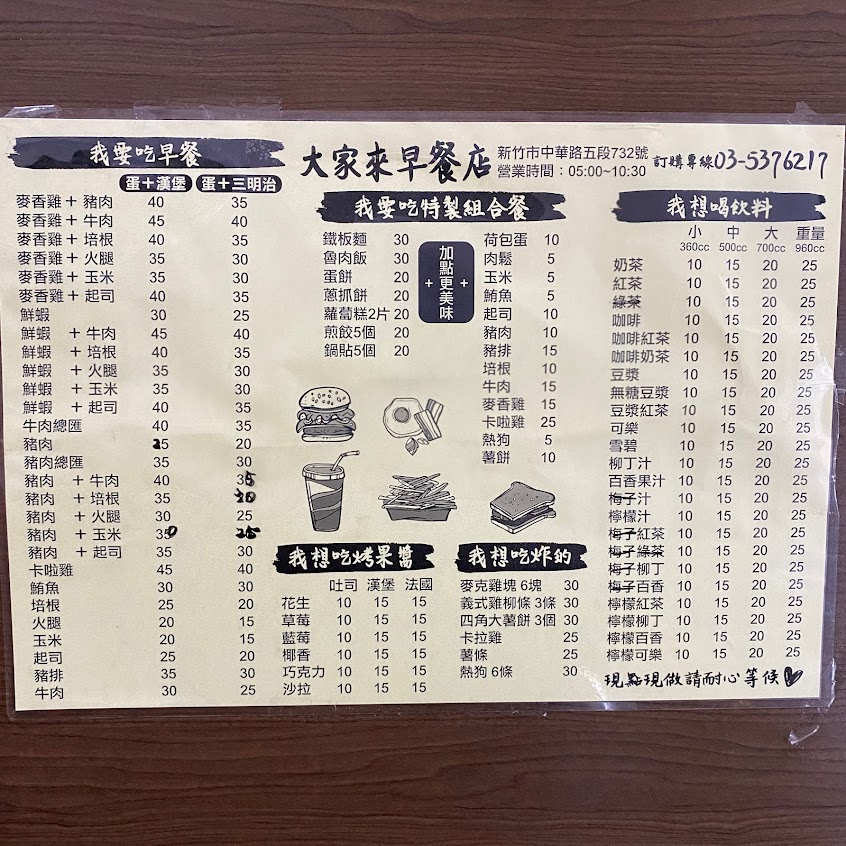 我要吃早餐
蛋+漢堡 蛋+三明治
麥香雞+豬肉 40 35
麥香雞+牛肉 45 40
麥香雞+培根 40 35
麥香雞+火腿 35 30
麥香雞+玉米 35 30
麥香雞+起司 40 35
鮮蝦 30 25
鮮蝦 +牛肉 45 40
鮮蝦 +培根 40 35
鮮蝦 +火腿 35 30
鮮蝦 +玉米 35 30
鮮蝦 +起司 40 35
牛肉總匯 40 35
豬肉 25 20
豬肉總匯 35 30
豬肉 +牛肉 40 35
豬肉 +培根 35 30
豬肉 +火腿 30 25
豬肉 +玉米 30 25
豬肉 +起司 35 30
卡啦雞 45 40
鮪魚 30 30
培根 25 20
火腿 20 15
玉米 20 15
起司 25 20
豬排 35 30
牛肉 30 25
大家來早餐店
新竹市中華路五段732號
營業時間：05:00~10:30
訂購專線03-5376217
我要吃特製組合餐
鐵板麵 30
魯肉飯 30
蛋餅 20
蔥抓餅 20
蘿蔔糕2片 20
煎餃5個 20
鍋貼5個 20
+加點更美味+
荷包蛋 10
肉鬆 5
玉米 5
鮪魚 5
起司 10
豬肉 10
豬排 15
培根 10
牛肉 15
麥香雞 15
卡啦雞 25
熱狗 5
薯餅 10
我想吃烤果醬
吐司 漢堡 法國
花生 10 15 15
草莓 10 15 15
藍莓 10 15 15
椰香 10 15 15
巧克力 10 15 15
沙拉 10 15 15
我想吃炸的
麥克雞塊 6塊 30
義式雞柳條 3條 30
四角大薯餅 3個 30
卡拉雞 25
薯條 25
熱狗 6條 30
我想喝飲料
小 中 大 重量
360cc 500cc 700cc 960cc
奶茶 10 15 20 25
紅茶 10 15 20 25
綠茶 10 15 20 25
咖啡 10 15 20 25
咖啡紅茶 10 15 20 25
咖啡奶茶 10 15 20 25
豆漿 10 15 20 25
無糖豆漿 10 15 20 25
豆漿紅茶 10 15 20 25
可樂 10 15 20 25
雪碧 10 15 20 25
柳丁汁 10 15 20 25
百香果汁 10 15 20 25
梅子汁 10 15 20 25
檸檬汁 10 15 20 25
梅子紅茶 10 15 20 25
梅子綠茶 10 15 20 25
梅子柳丁 10 15 20 25
梅子百香 10 15 20 25
檸檬紅茶 10 15 20 25
檸檬柳丁 10 15 20 25
檸檬百香 10 15 20 25
檸檬可樂 10 15 20 25
現點現做請耐心等候